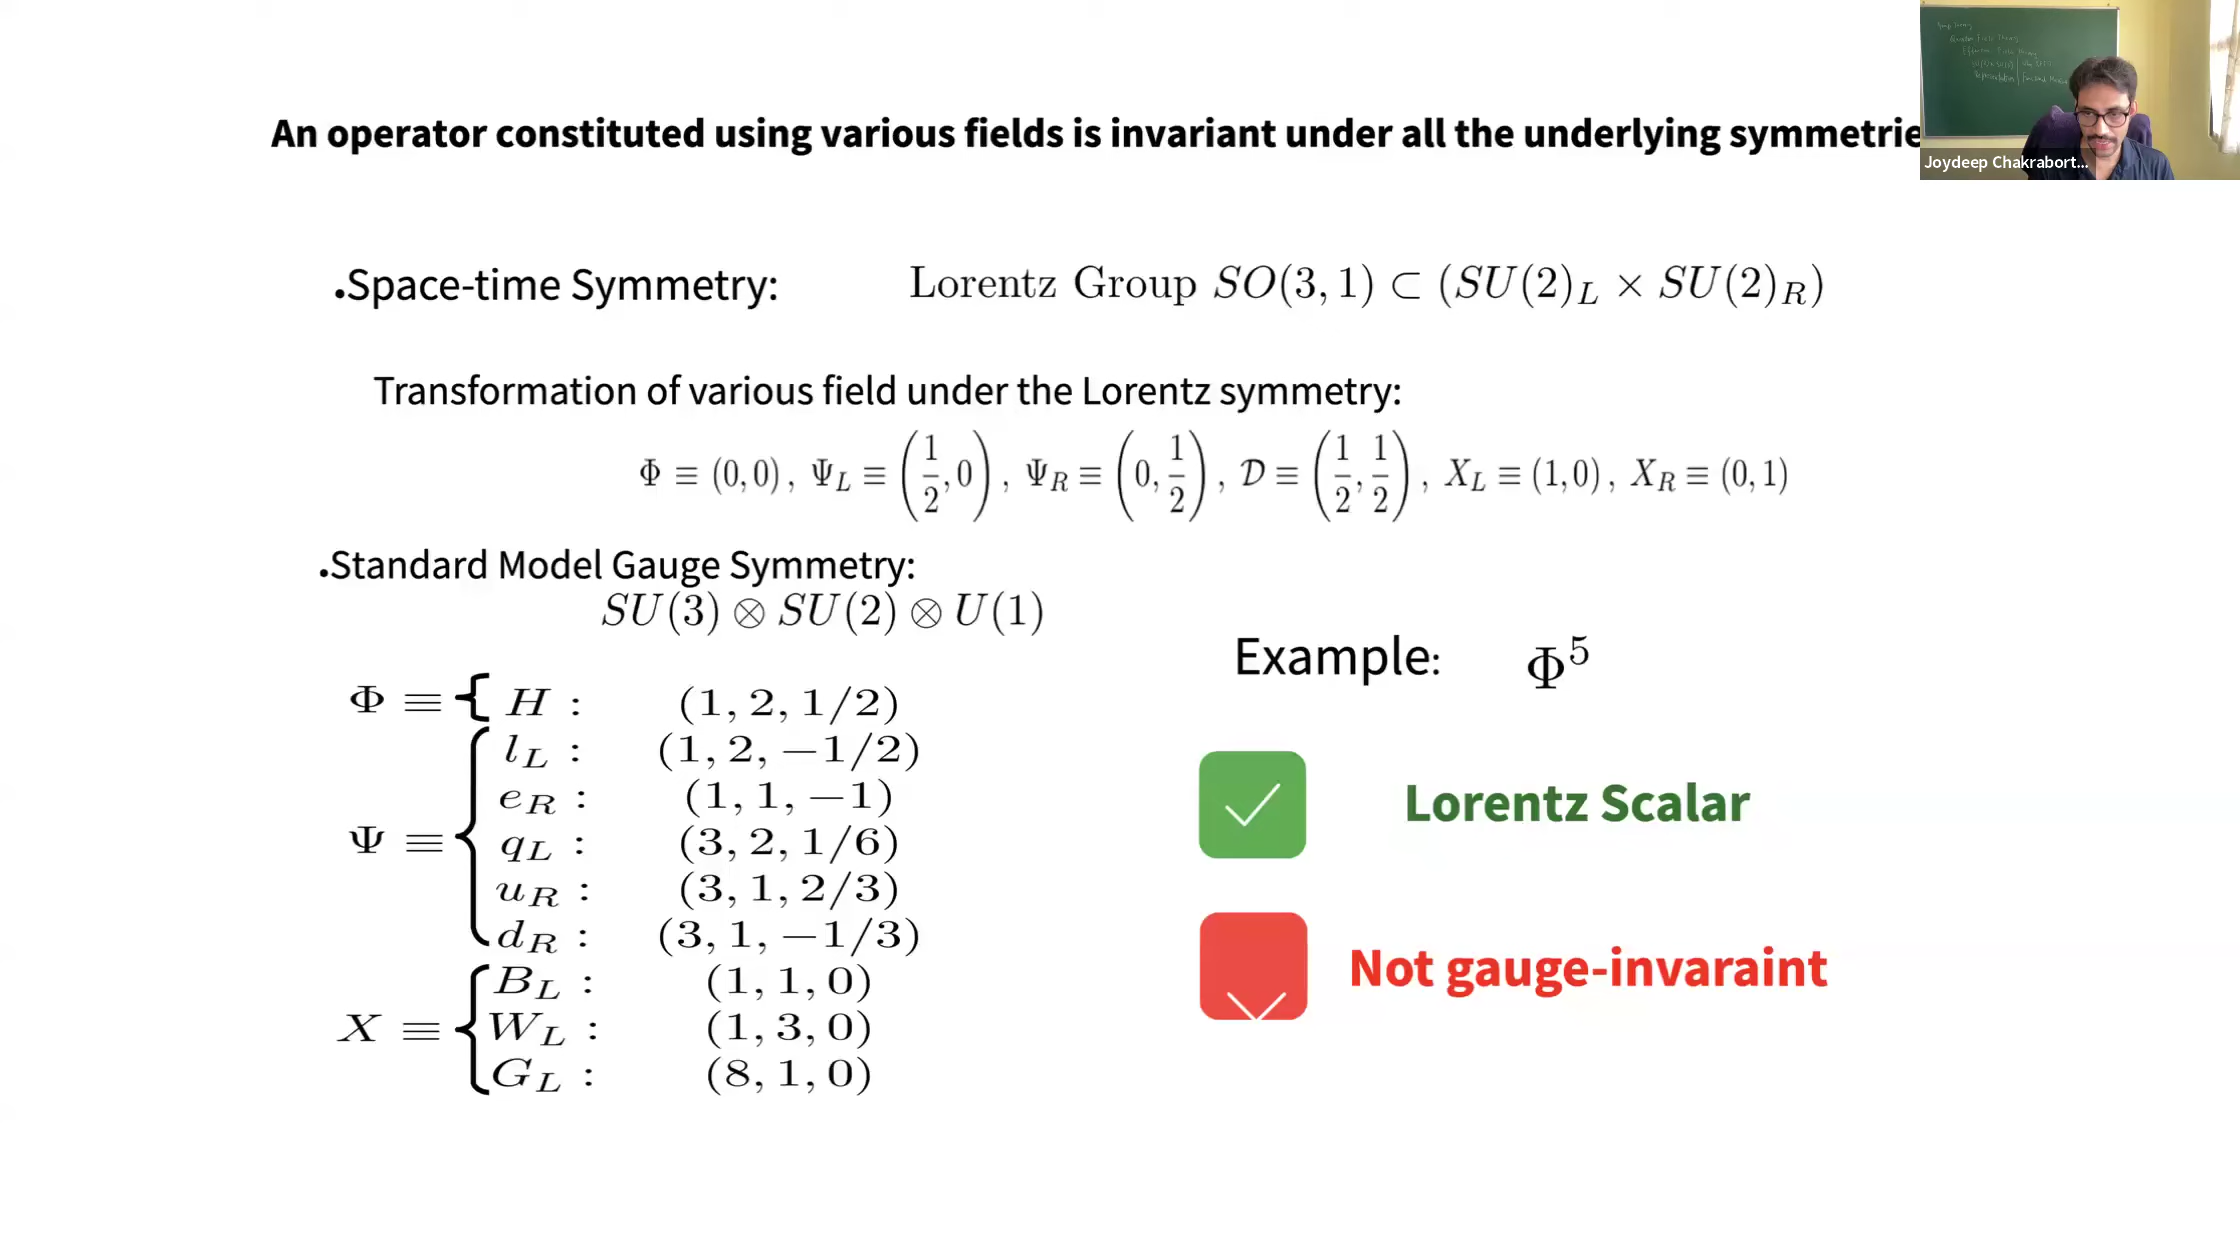 An operator constituted using various fields is invariant under all the underlying symmetrie
Joydeep Chakrabort...
.Space-time Symmetry: Lorentz Group SO(3, 1) ⊂ (SU(2)_L × SU(2)_R)
Transformation of various field under the Lorentz symmetry:
Φ ≡ (0,0), Ψ_L ≡ (1/2, 0), Ψ_R ≡ (0, 1/2), 𝒟 ≡ (1/2, 1/2), X_L ≡ (1,0), X_R ≡ (0,1)
.Standard Model Gauge Symmetry:
SU(3) ⊗ SU(2) ⊗ U(1)
Φ ≡ { H : (1, 2, 1/2)
Ψ ≡ { l_L : (1, 2, −1/2)
e_R : (1, 1, −1)
q_L : (3, 2, 1/6)
u_R : (3, 1, 2/3)
d_R : (3, 1, −1/3)
X ≡ { B_L : (1, 1, 0)
W_L : (1, 3, 0)
G_L : (8, 1, 0)
Example: Φ^5
Lorentz Scalar
Not gauge-invaraint